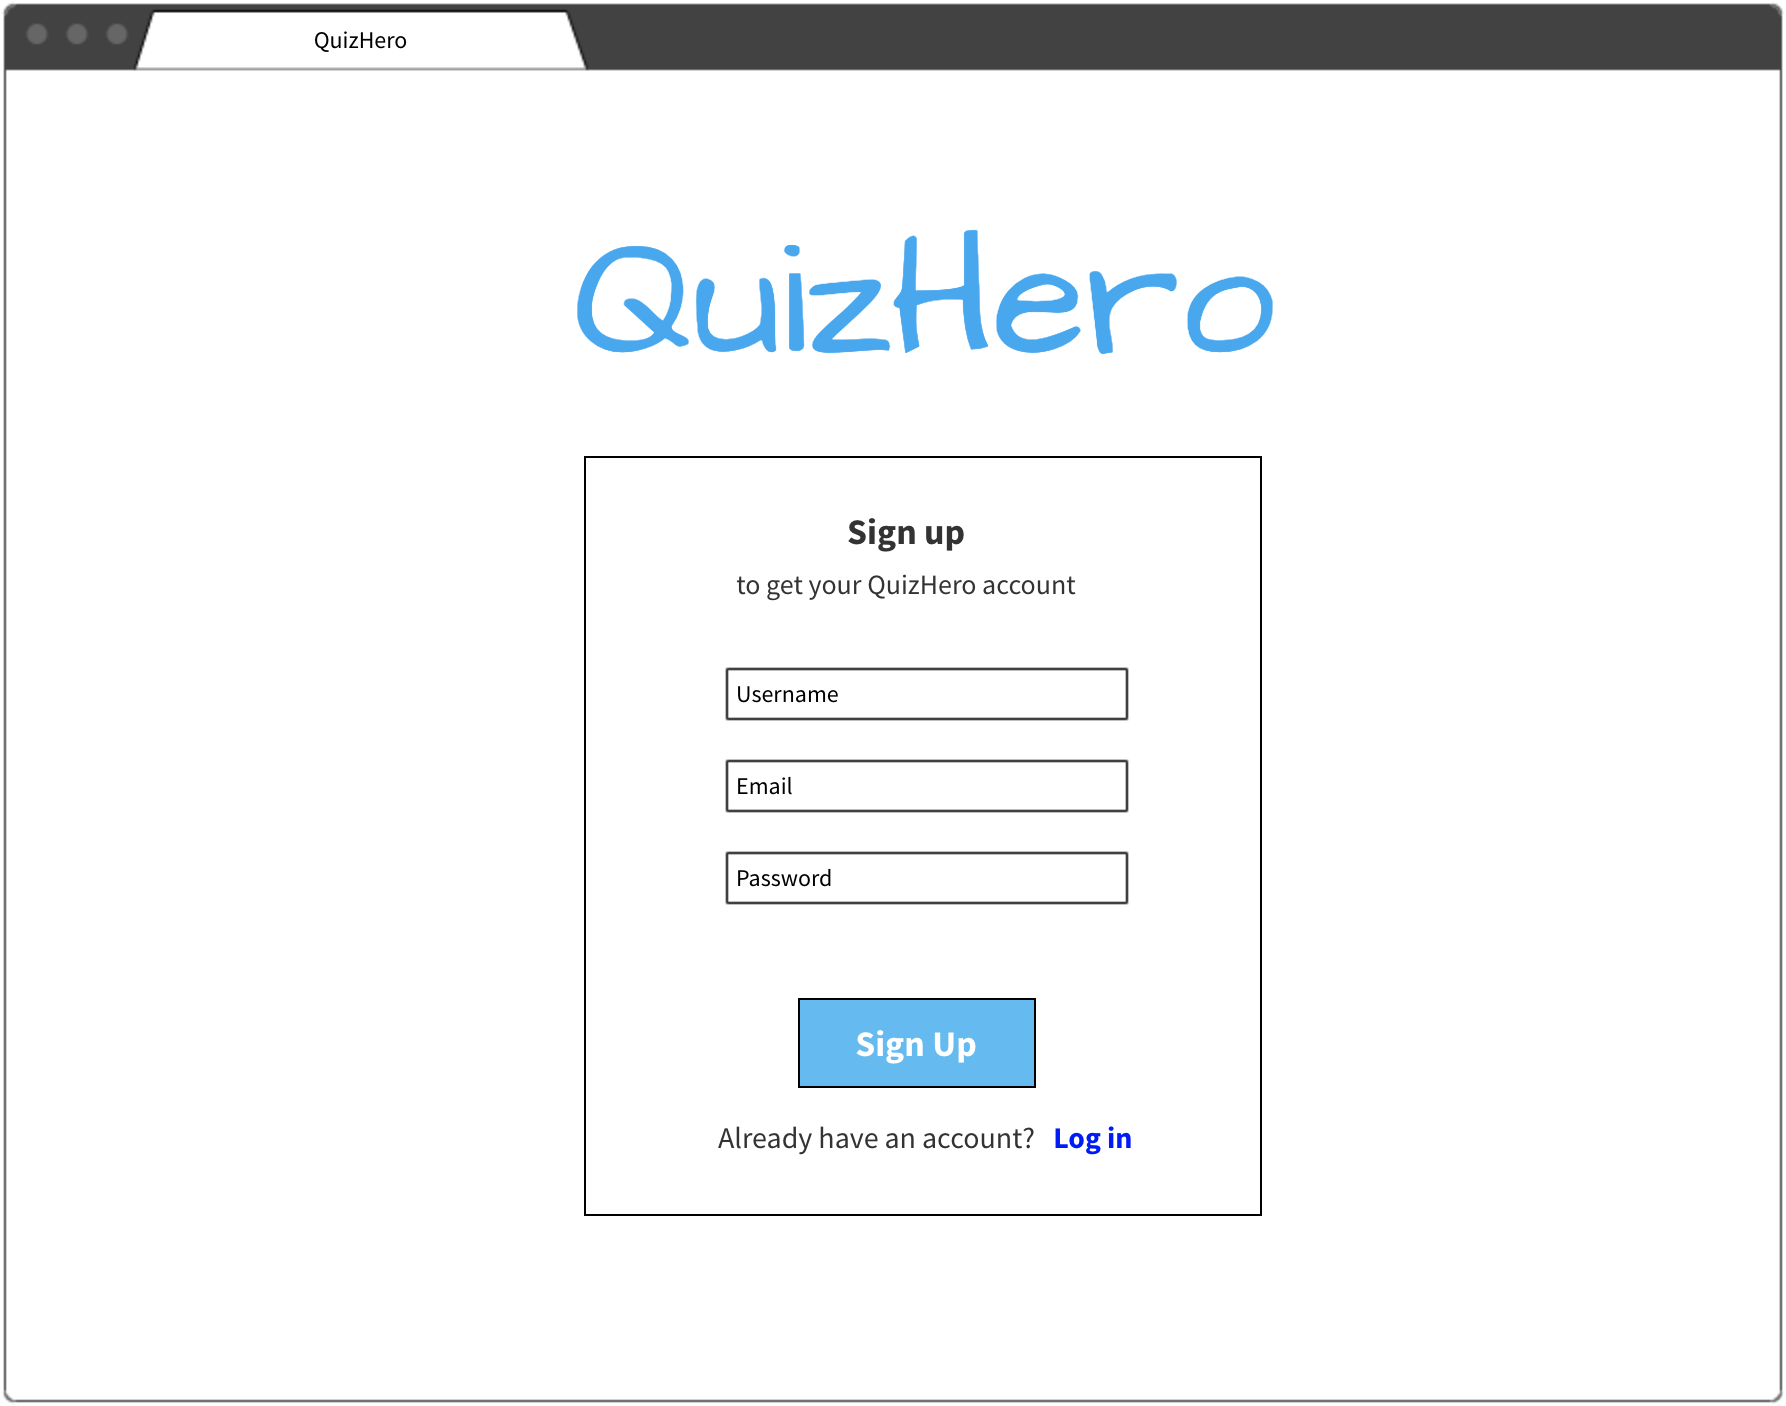 QuizHero
QuizHero
Sign up
to get your QuizHero account
Username
Email
Password
Sign Up
Already have an account? Log in